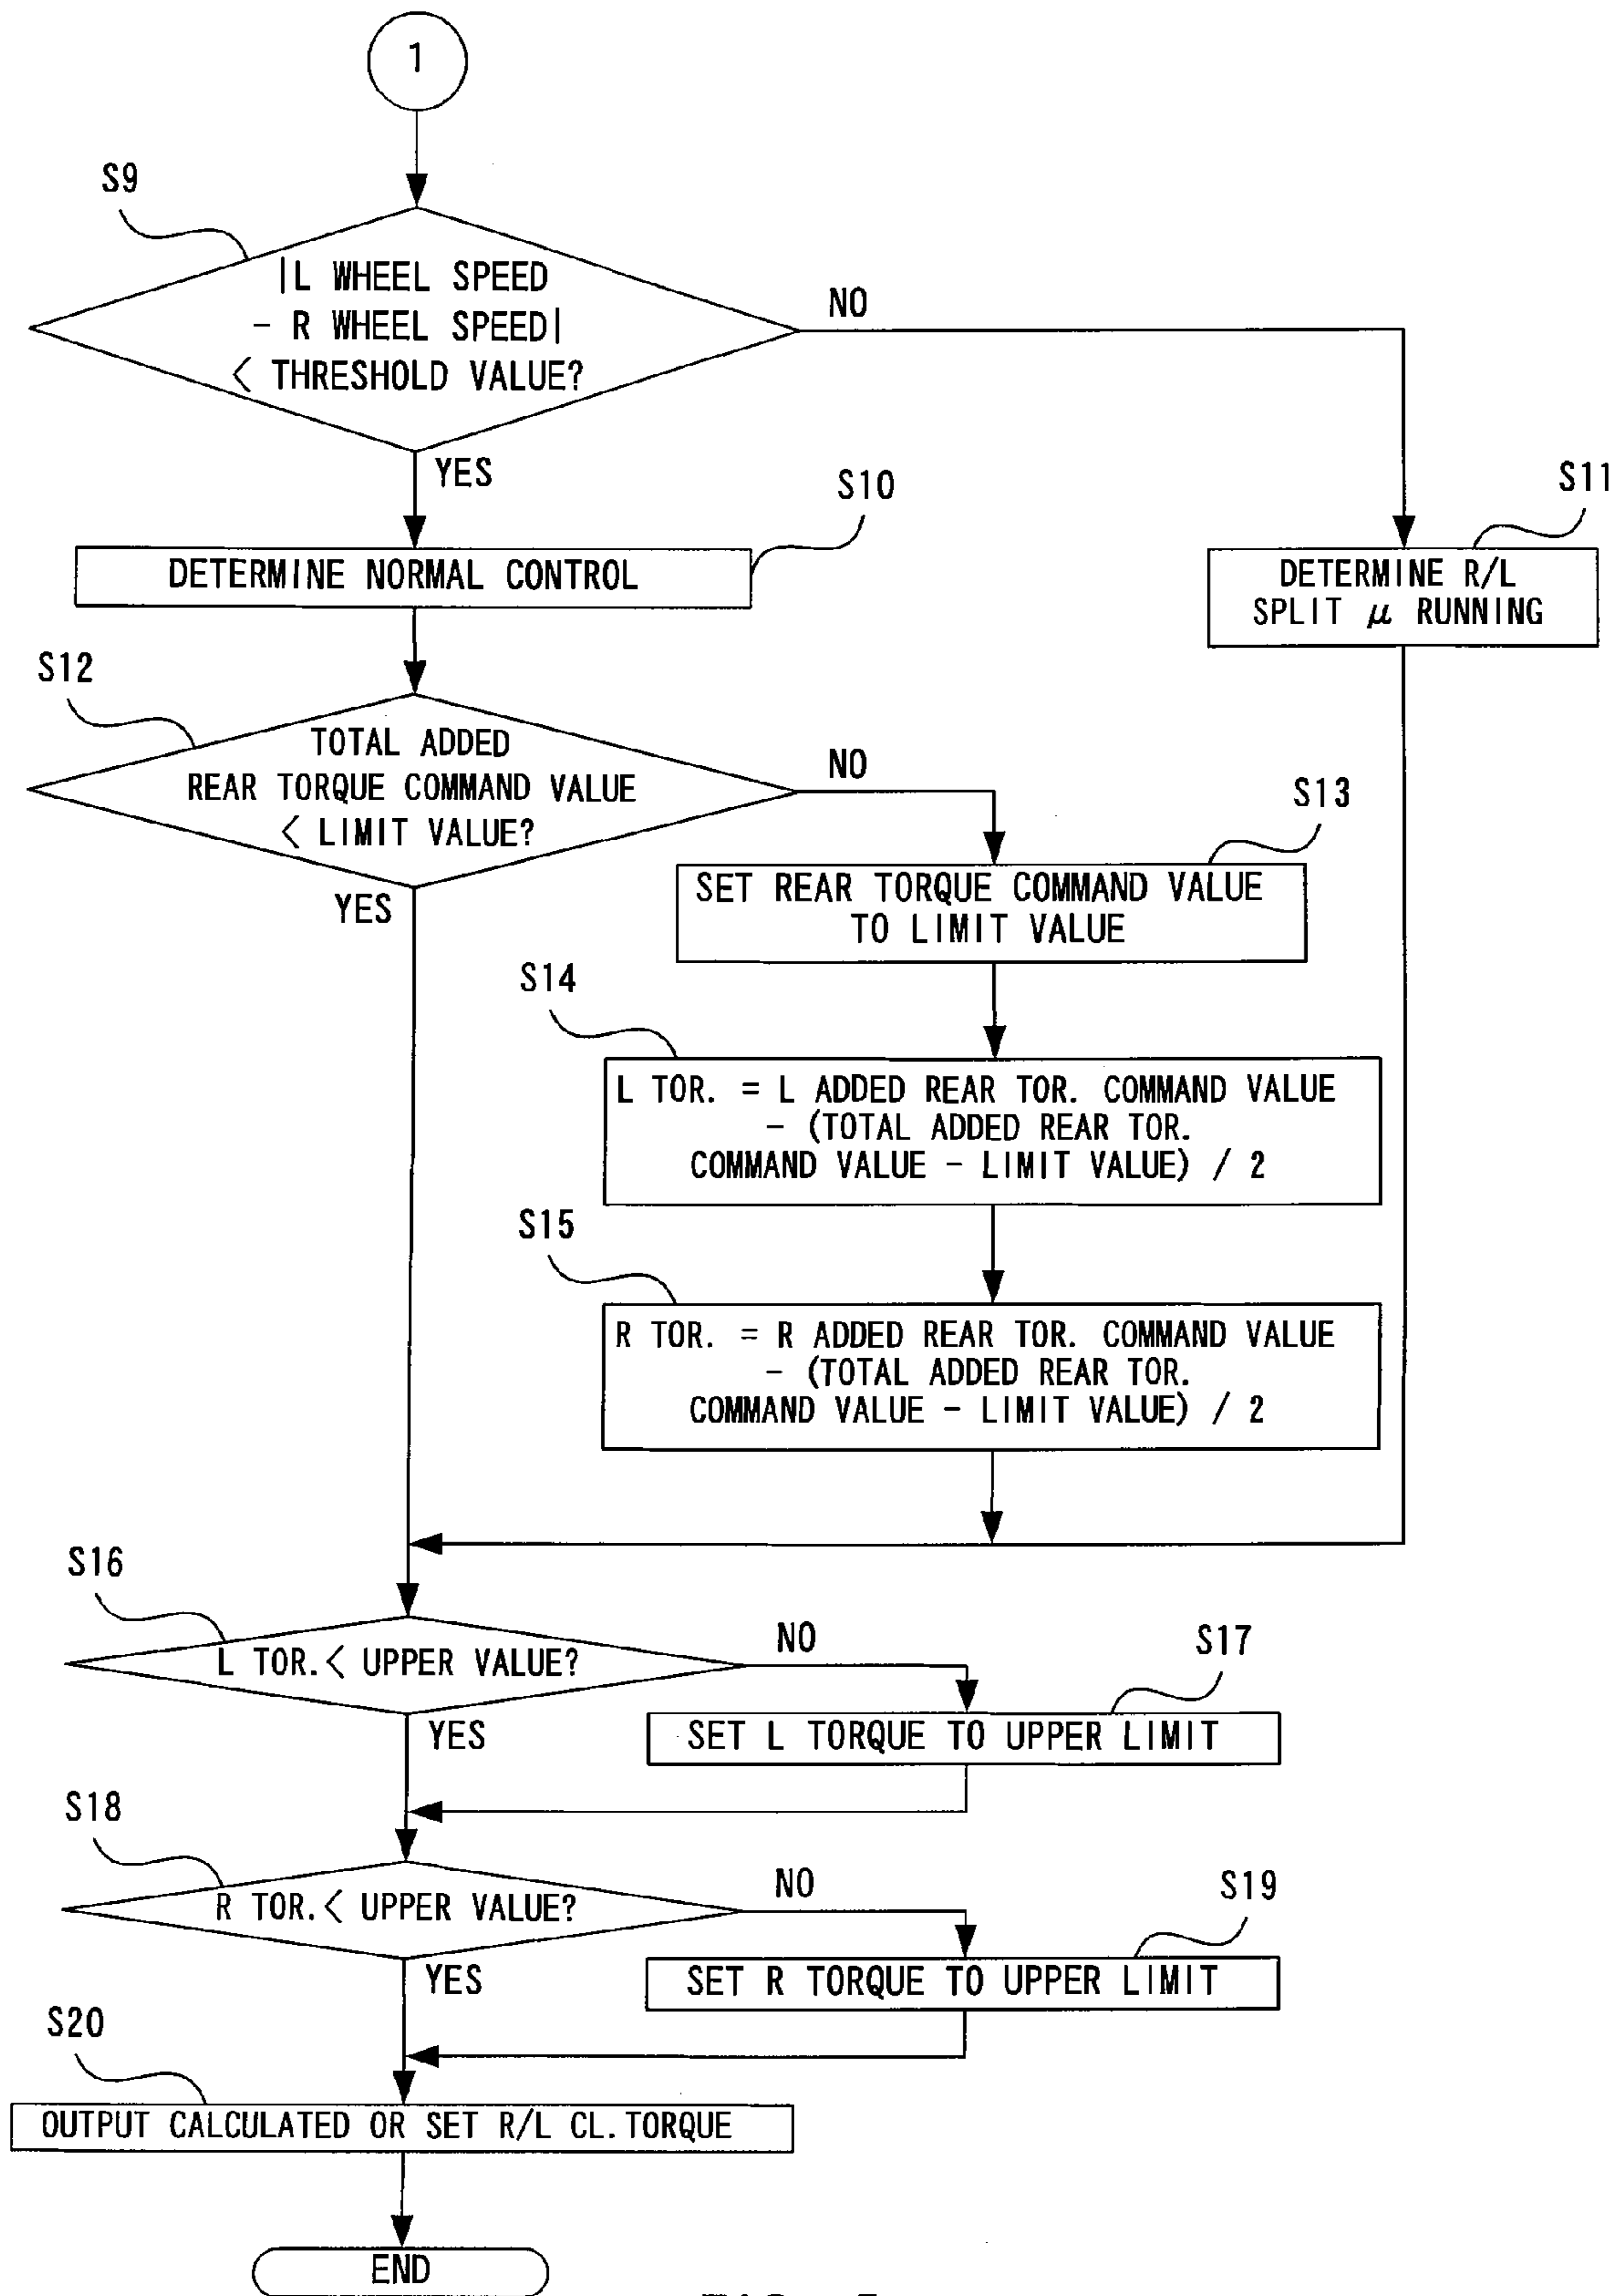 1
S9
|L WHEEL SPEED
- R WHEEL SPEED|
< THRESHOLD VALUE?
NO
YES
S10
DETERMINE NORMAL CONTROL
S11
DETERMINE R/L
SPLIT μ RUNNING
S12
TOTAL ADDED
REAR TORQUE COMMAND VALUE
< LIMIT VALUE?
NO
YES
S13
SET REAR TORQUE COMMAND VALUE
TO LIMIT VALUE
S14
L TOR. = L ADDED REAR TOR. COMMAND VALUE
- (TOTAL ADDED REAR TOR.
COMMAND VALUE - LIMIT VALUE) / 2
S15
R TOR. = R ADDED REAR TOR. COMMAND VALUE
- (TOTAL ADDED REAR TOR.
COMMAND VALUE - LIMIT VALUE) / 2
S16
L TOR.< UPPER VALUE?
NO
YES
S17
SET L TORQUE TO UPPER LIMIT
S18
R TOR.< UPPER VALUE?
NO
YES
S19
SET R TORQUE TO UPPER LIMIT
S20
OUTPUT CALCULATED OR SET R/L CL.TORQUE
END